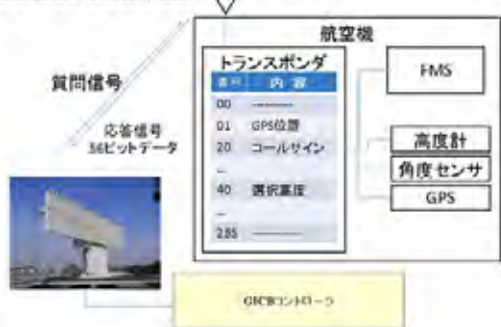 航空機
トランスポンダ
番号 内容
00 --------
01 GPS位置
20 コールサイン
..
40 選択高度
..
255 --------
FMS
高度計
角度センサ
GPS
質問信号
応答信号
56ビットデータ
GICBコントローラ